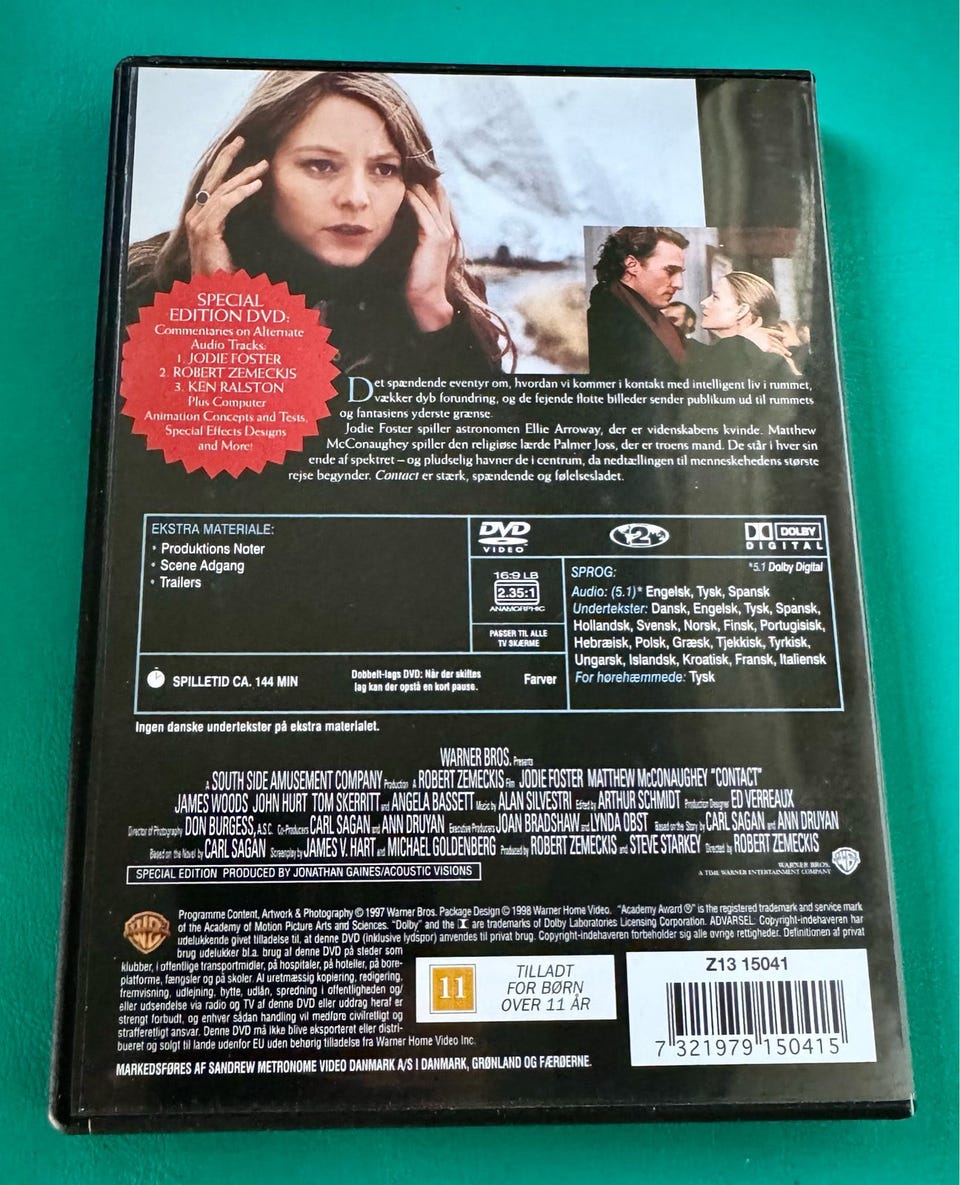 SPECIAL
EDITION DVD:
Commentaries on Alternate
Audio Tracks:
1. JODIE FOSTER
2. ROBERT ZEMECKIS
3. KEN RALSTON
Plus Computer
Animation Concepts and Tests,
Special Effects Designs
and More!
Det spændende eventyr om, hvordan vi kommer i kontakt med intelligent liv i rummet,
vækker dyb forundring, og de fejende flotte billeder sender publikum ud til rummets
og fantasiens yderste grænse.
Jodie Foster spiller astronomen Ellie Arroway, der er videnskabens kvinde. Matthew
McConaughey spiller den religiøse lærde Palmer Joss, der er troens mand. De står i hver sin
ende af spektret – og pludselig havner de i centrum, da nedtællingen til menneskehedens største
rejse begynder. Contact er stærk, spændende og følelsesladet.
EKSTRA MATERIALE:
• Produktions Noter
• Scene Adgang
• Trailers
DVD
VIDEO
2
DOLBY
DIGITAL
*5.1 Dolby Digital
16:9 LB
2.35:1
ANAMORPHIC
PASSER TIL ALLE
TV SKÆRME
SPROG:
Audio: (5.1)* Engelsk, Tysk, Spansk
Undertekster: Dansk, Engelsk, Tysk, Spansk,
Hollandsk, Svensk, Norsk, Finsk, Portugisisk,
Hebræisk, Polsk, Græsk, Tjekkisk, Tyrkisk,
Ungarsk, Islandsk, Kroatisk, Fransk, Italiensk
For hørehæmmede: Tysk
SPILLETID CA. 144 MIN
Dobbelt-lags DVD: Når der skiftes
lag kan der opstå en kort pause.
Farver
Ingen danske undertekster på ekstra materialet.
WARNER BROS. Presents
A SOUTH SIDE AMUSEMENT COMPANY Production A ROBERT ZEMECKIS Film JODIE FOSTER MATTHEW McCONAUGHEY "CONTACT"
JAMES WOODS JOHN HURT TOM SKERRITT and ANGELA BASSETT Music by ALAN SILVESTRI Edited by ARTHUR SCHMIDT Production Designer ED VERREAUX
Director of Photography DON BURGESS, A.S.C. Co-Producers CARL SAGAN and ANN DRUYAN Executive Producers JOAN BRADSHAW and LYNDA OBST Based on the Story by CARL SAGAN and ANN DRUYAN
Based on the Novel by CARL SAGAN Screenplay by JAMES V. HART and MICHAEL GOLDENBERG Produced by ROBERT ZEMECKIS and STEVE STARKEY Directed by ROBERT ZEMECKIS
WARNER BROS.
A TIME WARNER ENTERTAINMENT COMPANY
SPECIAL EDITION PRODUCED BY JONATHAN GAINES/ACOUSTIC VISIONS
Programme Content, Artwork & Photography © 1997 Warner Bros. Package Design © 1998 Warner Home Video. "Academy Award ®" is the registered trademark and service mark
of the Academy of Motion Picture Arts and Sciences. "Dolby" and the are trademarks of Dolby Laboratories Licensing Corporation. ADVARSEL: Copyright-indehaveren har
udelukkende givet tilladelse til, at denne DVD (inklusive lydspor) anvendes til privat brug. Copyright-indehaveren forbeholder sig alle øvrige rettigheder. Definitionen af privat
brug udelukker bl.a. brug af denne DVD på steder som
klubber, i offentlige transportmidler, på hospitaler, på hoteller, på bore-
platforme, fængsler og på skoler. Al uretmæssig kopiering, redigering,
fremvisning, udlejning, bytte, udlån, spredning i offentligheden og/
eller udsendelse via radio og TV af denne DVD eller uddrag heraf er
strengt forbudt, og enhver sådan handling vil medføre civilretligt og
strafferetligt ansvar. Denne DVD må ikke blive eksporteret eller distri-
bueret og solgt til lande udenfor EU uden behørig tilladelse fra Warner Home Video Inc.
11
TILLADT
FOR BØRN
OVER 11 ÅR
Z13 15041
7 321979 150415
MARKEDSFØRES AF SANDREW METRONOME VIDEO DANMARK A/S I DANMARK, GRØNLAND OG FÆRØERNE.